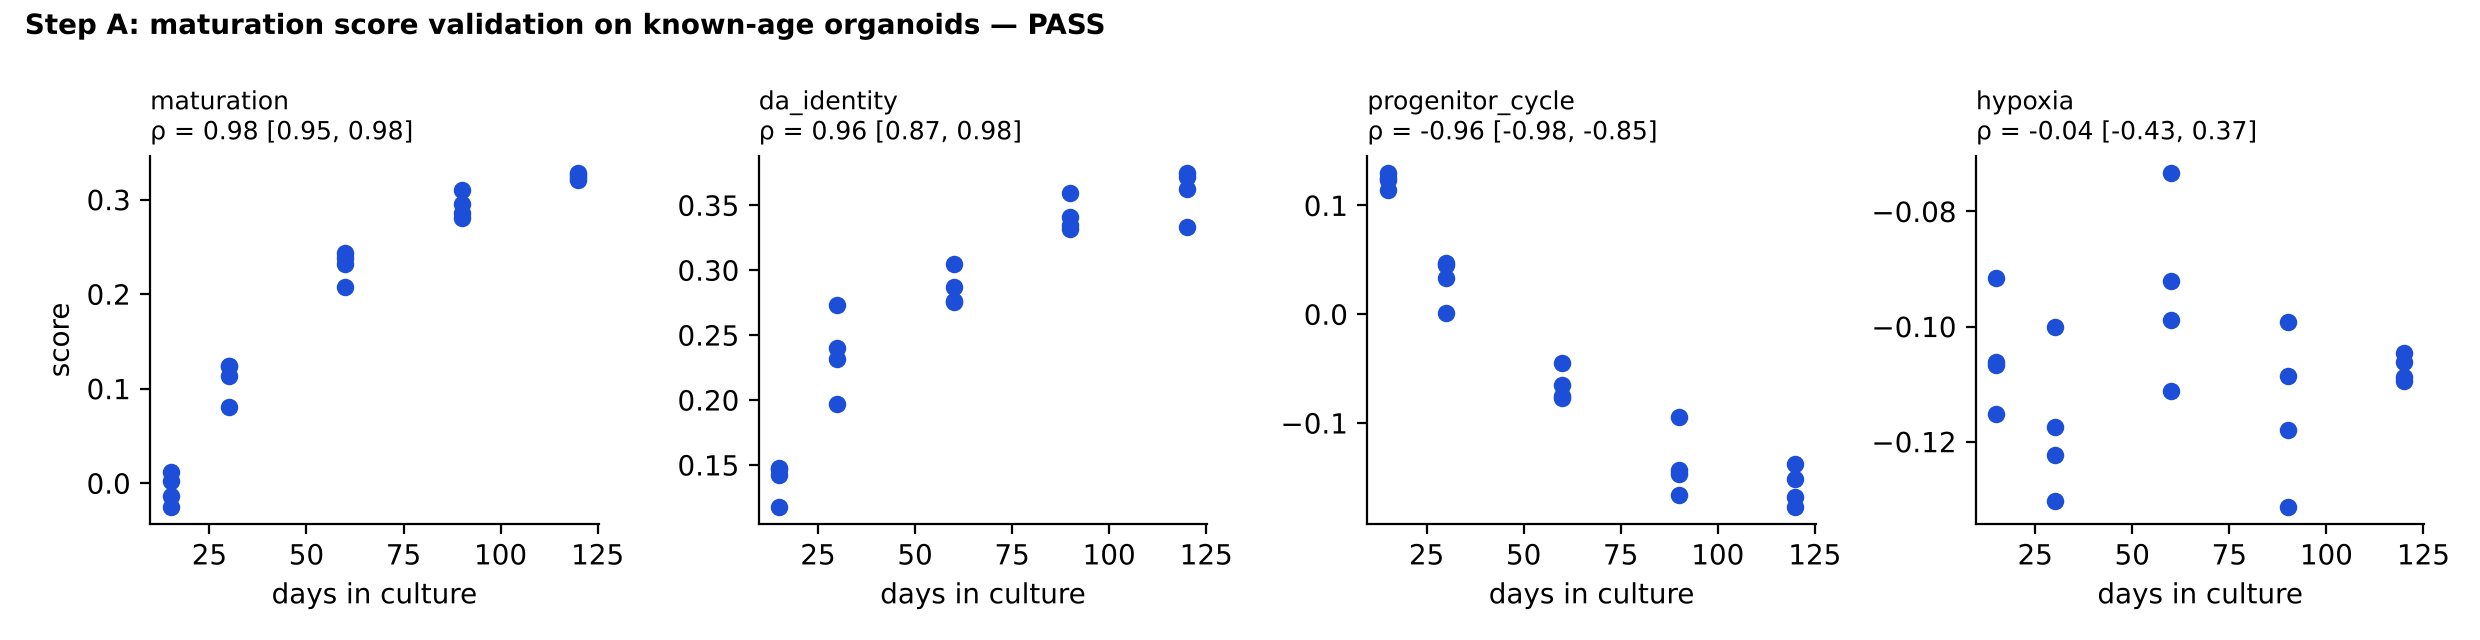 Step A: maturation score validation on known-age organoids — PASS
maturation
ρ = 0.98 [0.95, 0.98]
score
0.3
0.2
0.1
0.0
25 50 75 100 125
days in culture
da_identity
ρ = 0.96 [0.87, 0.98]
0.35
0.30
0.25
0.20
0.15
25 50 75 100 125
days in culture
progenitor_cycle
ρ = -0.96 [-0.98, -0.85]
0.1
0.0
−0.1
25 50 75 100 125
days in culture
hypoxia
ρ = -0.04 [-0.43, 0.37]
−0.08
−0.10
−0.12
25 50 75 100 125
days in culture